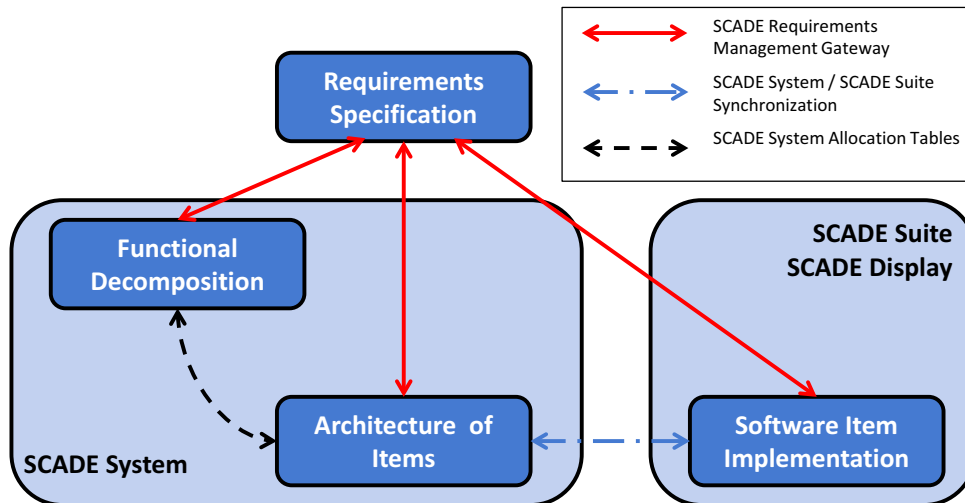 SCADE Requirements
Management Gateway
SCADE System / SCADE Suite
Synchronization
SCADE System Allocation Tables
Requirements
Specification
Functional
Decomposition
SCADE Suite
SCADE Display
Architecture of
Items
Software Item
Implementation
SCADE System